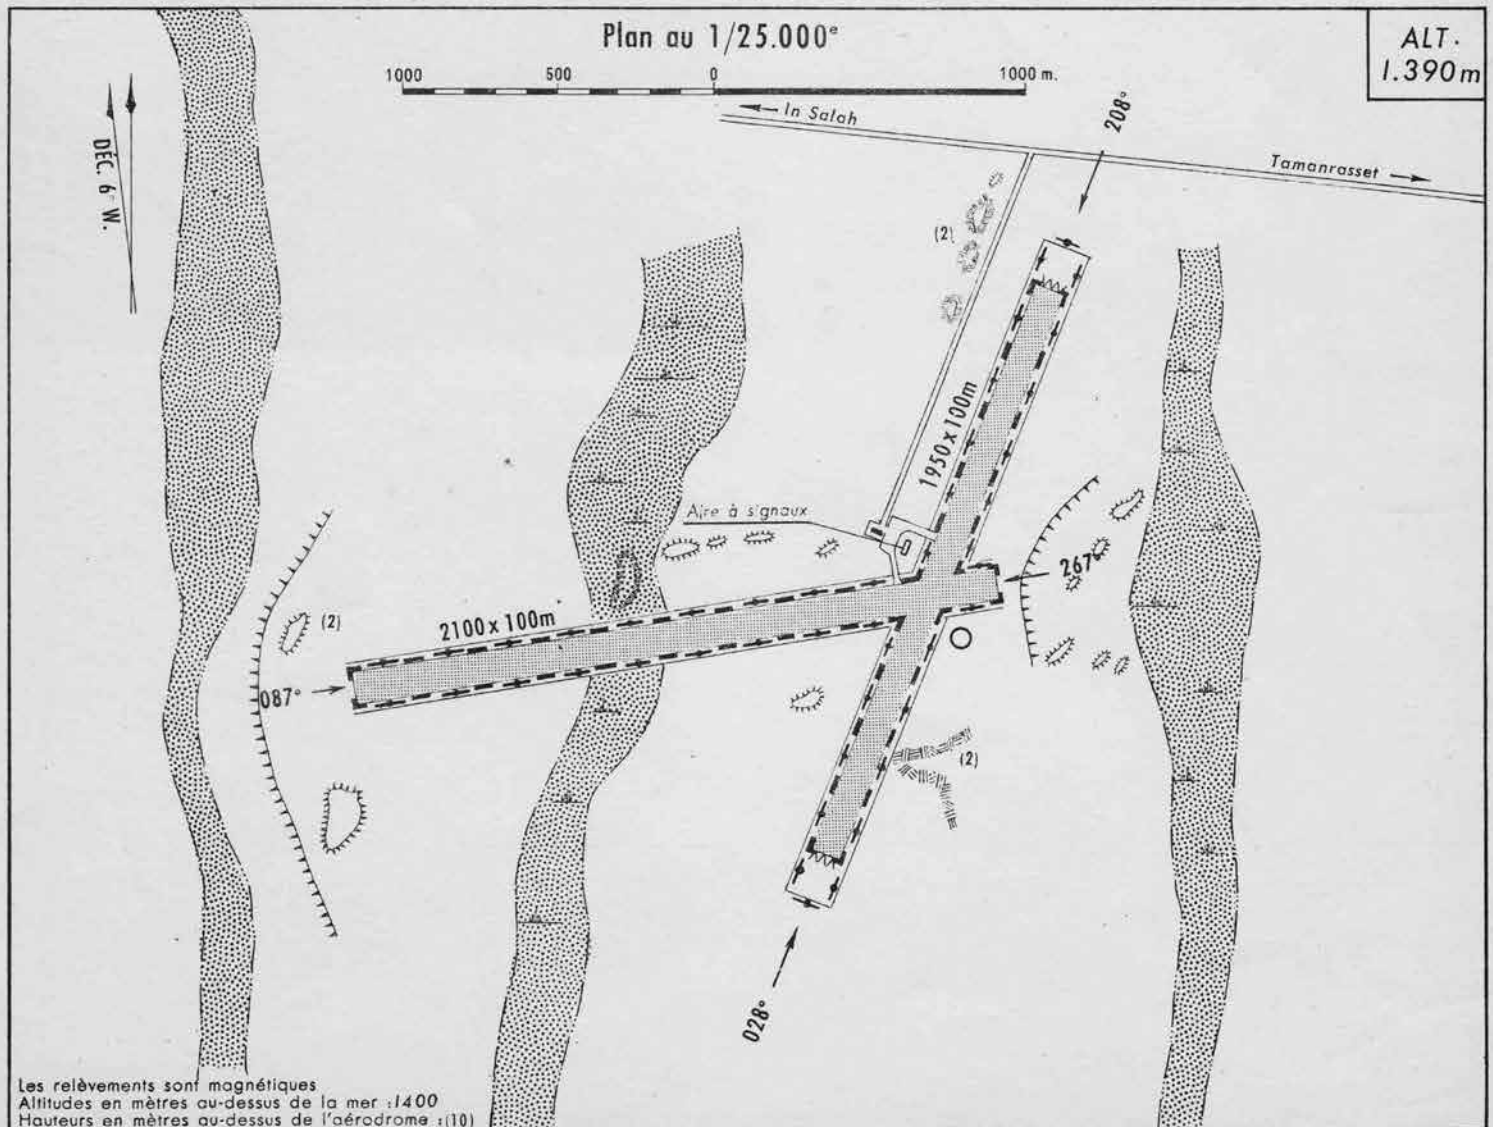 Plan au 1/25.000e
ALT.
1.390m
1000 500 0 1000 m.
In Salah
208°
DÉC. 6° W.
Tamanrasset
(2)
1950x100m
Aire à signaux
267°
2100x100m
(2)
087°
(2)
028°
Les relèvements sont magnétiques
Altitudes en mètres au-dessus de la mer :1400
Hauteurs en mètres au-dessus de l'aérodrome :(10)